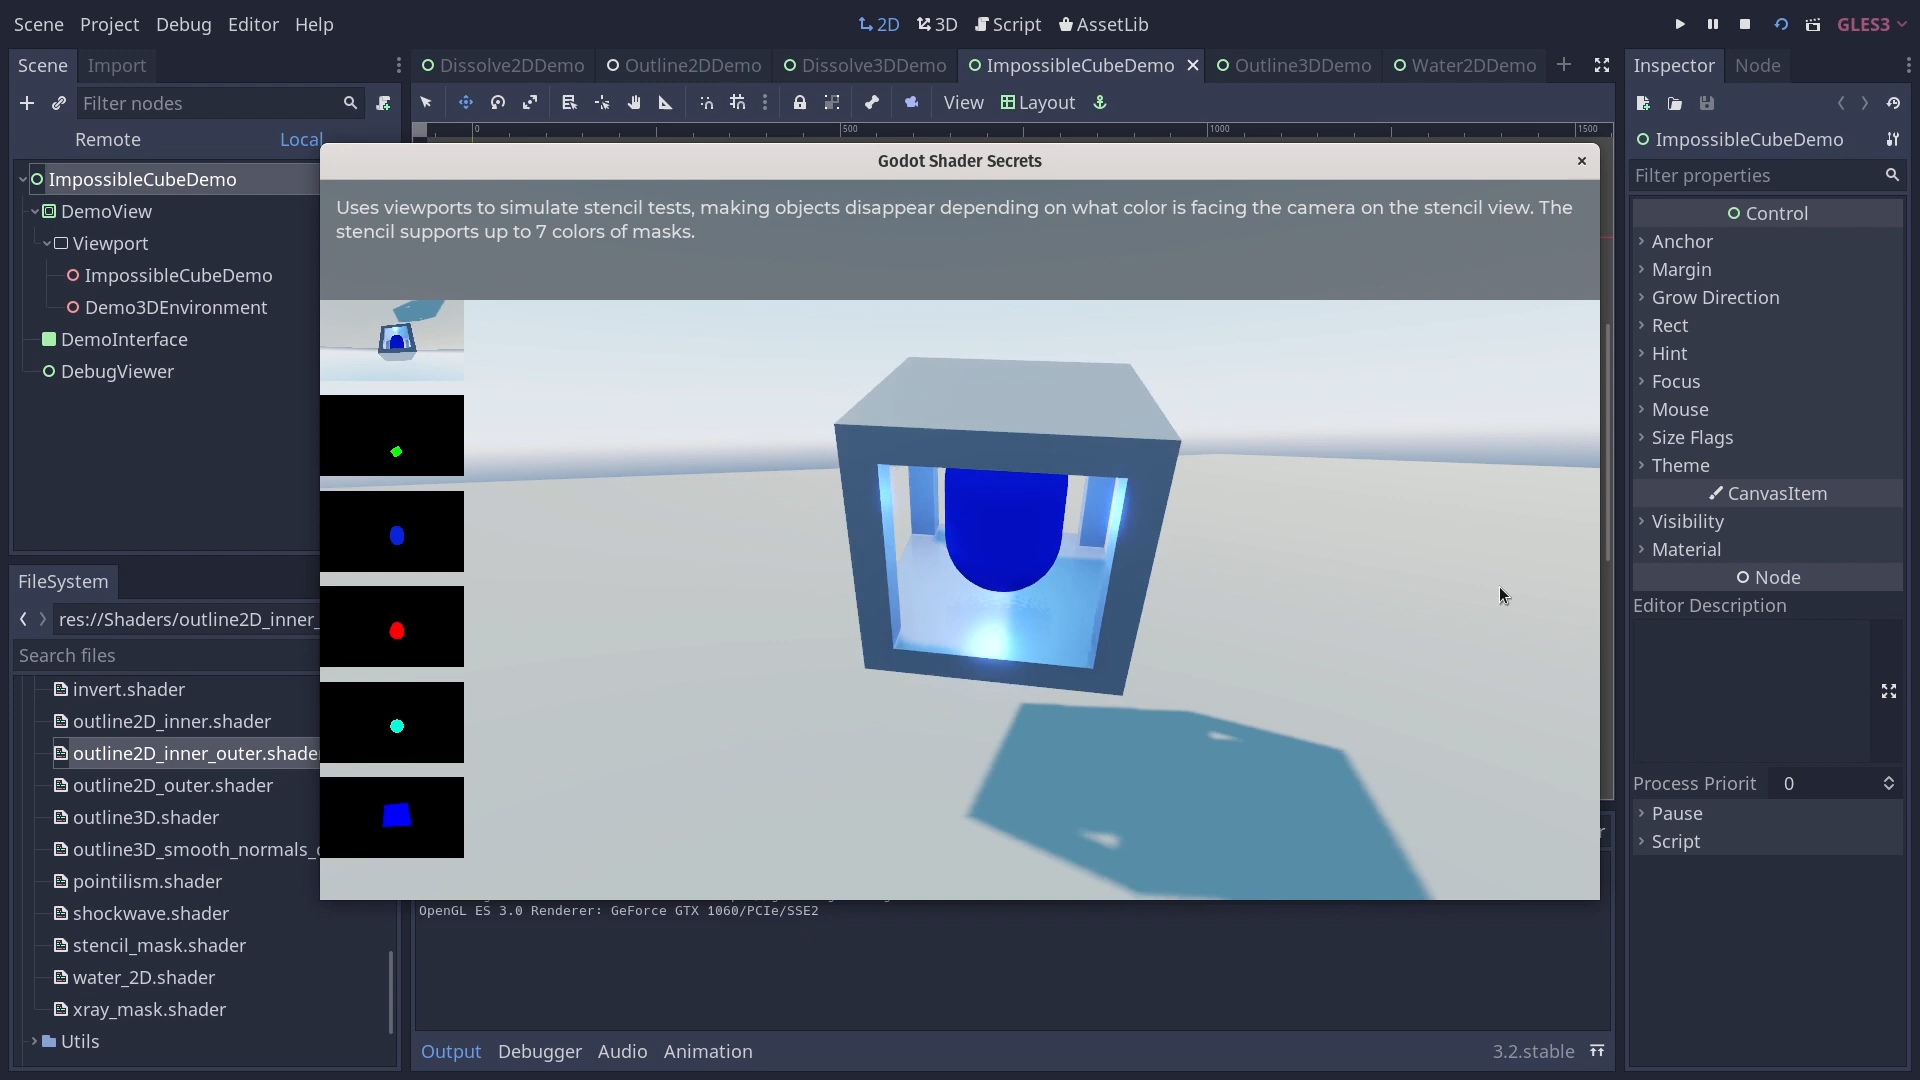 Scene Project Debug Editor Help
2D 3D Script AssetLib
GLES3
Scene Import
Dissolve2DDemo Outline2DDemo Dissolve3DDemo ImpossibleCubeDemo Outline3DDemo Water2DDemo
Inspector Node
Filter nodes
View Layout
0 500 1000 1500
Remote Local
ImpossibleCubeDemo
Filter properties
Godot Shader Secrets
Uses viewports to simulate stencil tests, making objects disappear depending on what color is facing the camera on the stencil view. The
stencil supports up to 7 colors of masks.
ImpossibleCubeDemo
DemoView
Viewport
ImpossibleCubeDemo
Demo3DEnvironment
DemoInterface
DebugViewer
FileSystem
res://Shaders/outline2D_inner_
Search files
invert.shader
outline2D_inner.shader
outline2D_inner_outer.shade
outline2D_outer.shader
outline3D.shader
outline3D_smooth_normals_
pointilism.shader
shockwave.shader
stencil_mask.shader
water_2D.shader
xray_mask.shader
Utils
OpenGL ES 3.0 Renderer: GeForce GTX 1060/PCIe/SSE2
Output Debugger Audio Animation
3.2.stable
Control
Anchor
Margin
Grow Direction
Rect
Hint
Focus
Mouse
Size Flags
Theme
CanvasItem
Visibility
Material
Node
Editor Description
Process Priorit 0
Pause
Script